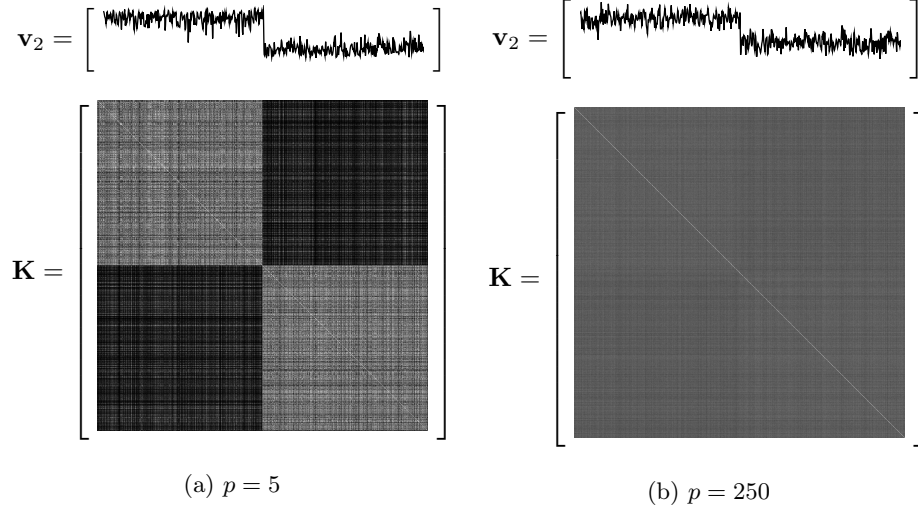 v₂ =
v₂ =
K =
K =
(a) p = 5
(b) p = 250